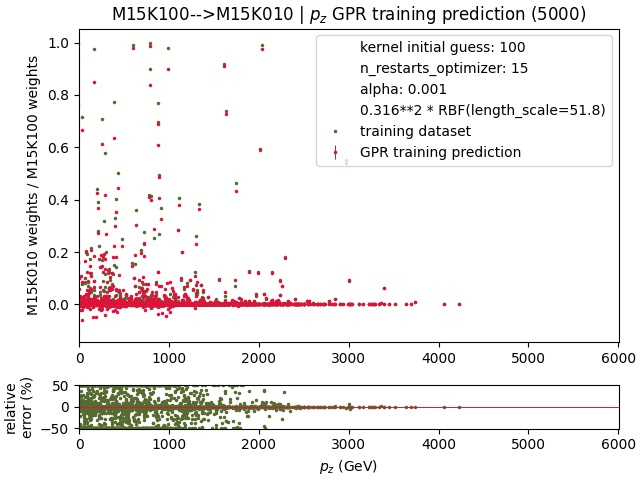 M15K100-->M15K010 | p_z GPR training prediction (5000)
M15K010 weights / M15K100 weights
1.0
0.8
0.6
0.4
0.2
0.0
kernel initial guess: 100
n_restarts_optimizer: 15
alpha: 0.001
0.316**2 * RBF(length_scale=51.8)
training dataset
GPR training prediction
0 1000 2000 3000 4000 5000 6000
relative
error (%)
50
0
−50
0 1000 2000 3000 4000 5000 6000
p_z (GeV)